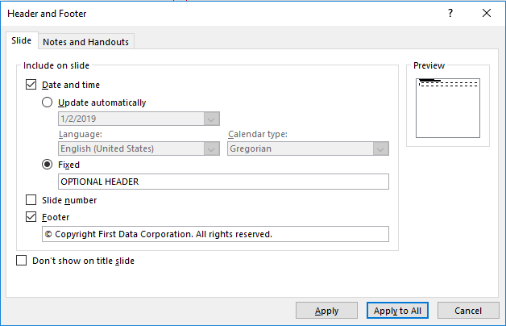 Header and Footer
?
Slide
Notes and Handouts
Include on slide
Preview
Date and time
Update automatically
1/2/2019
Language:
Calendar type:
English (United States)
Gregorian
Fixed
OPTIONAL HEADER
Slide number
Footer
© Copyright First Data Corporation. All rights reserved.
Don't show on title slide
Apply
Apply to All
Cancel